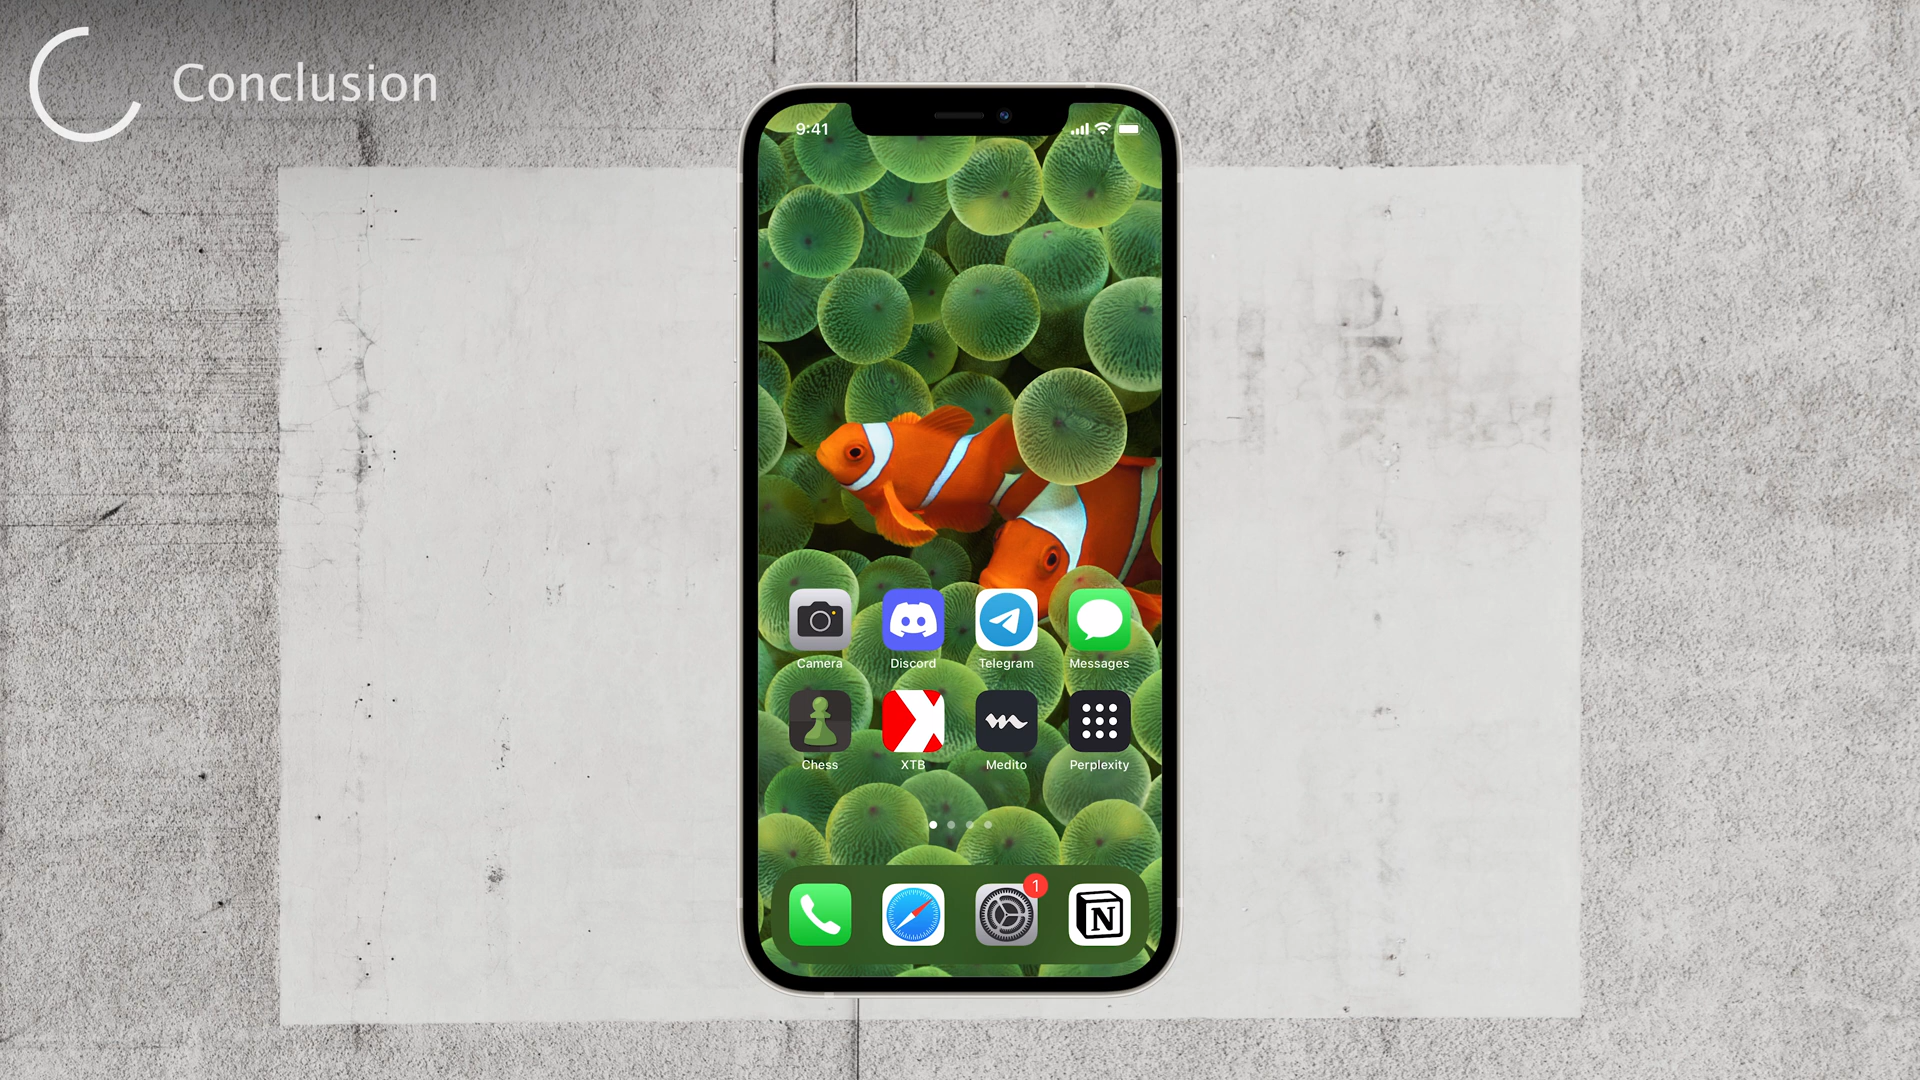 Conclusion
9:41
Camera Discord Telegram Messages
Chess XTB Medito Perplexity
1
N